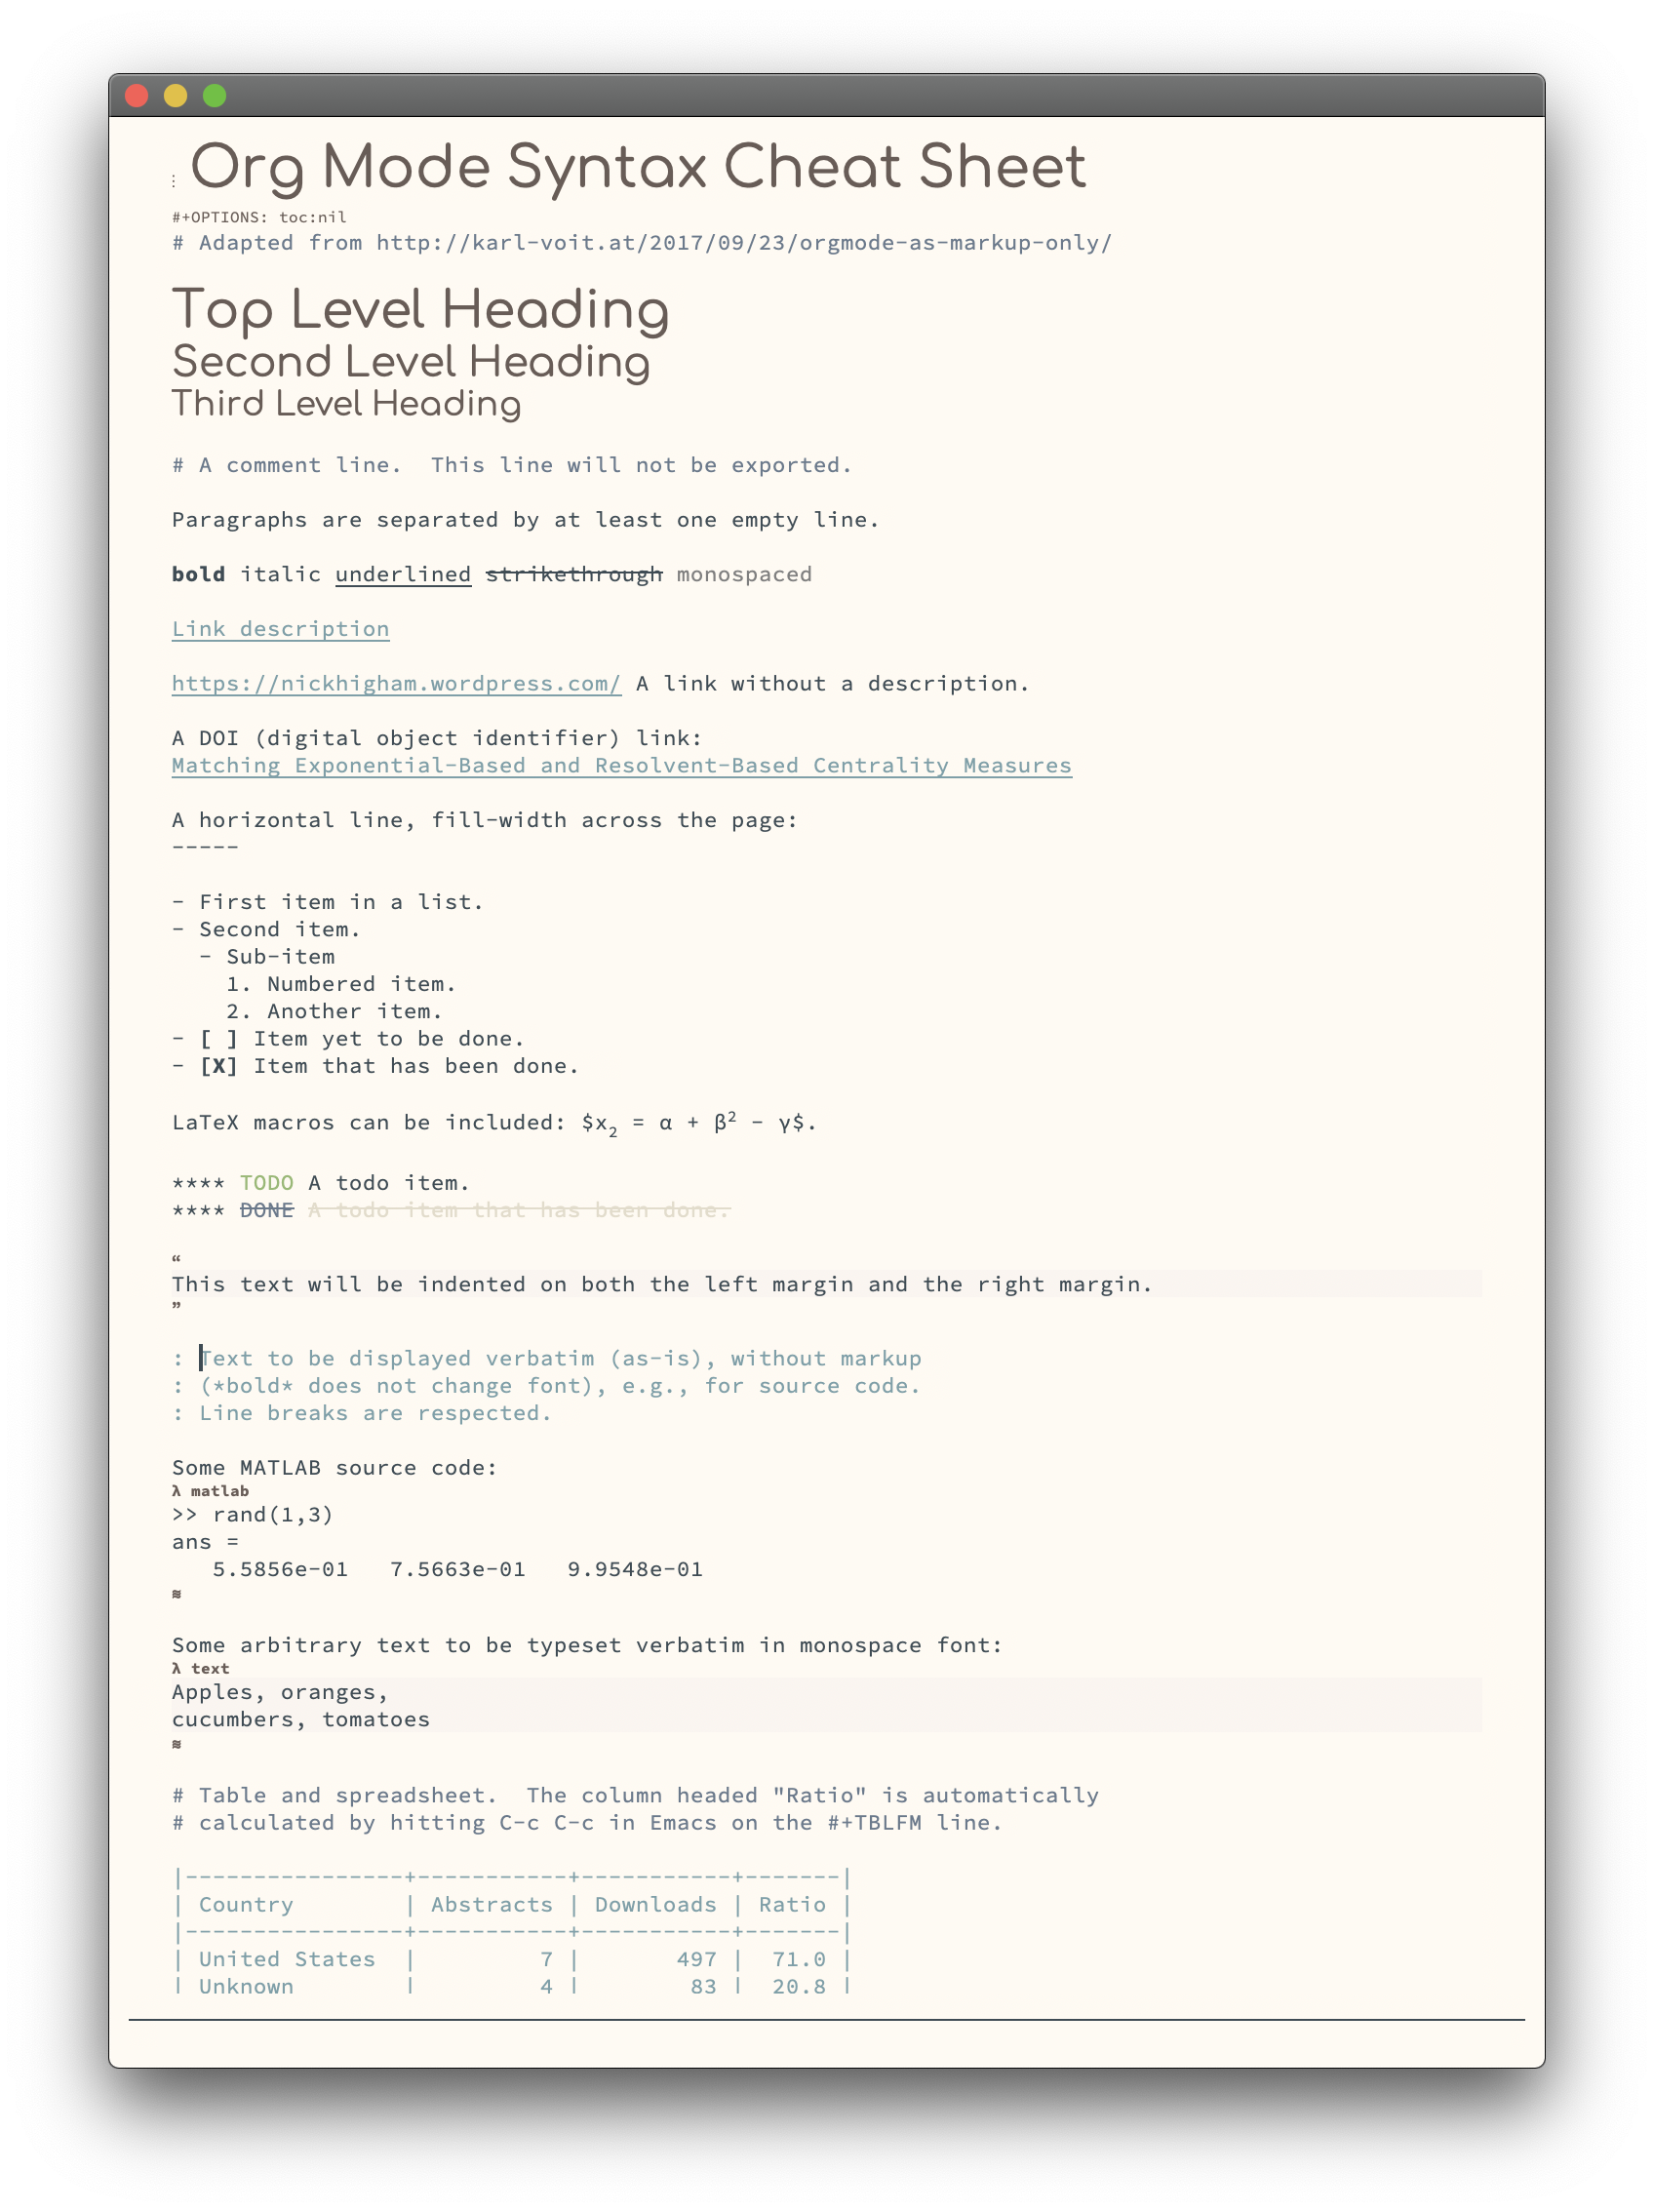 ⋮ Org Mode Syntax Cheat Sheet
#+OPTIONS: toc:nil
# Adapted from http://karl-voit.at/2017/09/23/orgmode-as-markup-only/
Top Level Heading
Second Level Heading
Third Level Heading
# A comment line.  This line will not be exported.
Paragraphs are separated by at least one empty line.
bold italic underlined strikethrough monospaced
Link description
https://nickhigham.wordpress.com/ A link without a description.
A DOI (digital object identifier) link:
Matching Exponential-Based and Resolvent-Based Centrality Measures
A horizontal line, fill-width across the page:
-----
- First item in a list.
- Second item.
  - Sub-item
    1. Numbered item.
    2. Another item.
- [ ] Item yet to be done.
- [X] Item that has been done.
LaTeX macros can be included: $x₂ = α + β² - γ$.
**** TODO A todo item.
**** DONE A todo item that has been done.
“
This text will be indented on both the left margin and the right margin.
”
: Text to be displayed verbatim (as-is), without markup
: (*bold* does not change font), e.g., for source code.
: Line breaks are respected.
Some MATLAB source code:
λ matlab
>> rand(1,3)
ans =
   5.5856e-01   7.5663e-01   9.9548e-01
≋
Some arbitrary text to be typeset verbatim in monospace font:
λ text
Apples, oranges,
cucumbers, tomatoes
≋
# Table and spreadsheet.  The column headed "Ratio" is automatically
# calculated by hitting C-c C-c in Emacs on the #+TBLFM line.
|----------------+-----------+-----------+-------|
| Country        | Abstracts | Downloads | Ratio |
|----------------+-----------+-----------+-------|
| United States  |         7 |       497 |  71.0 |
| Unknown        |         4 |        83 |  20.8 |